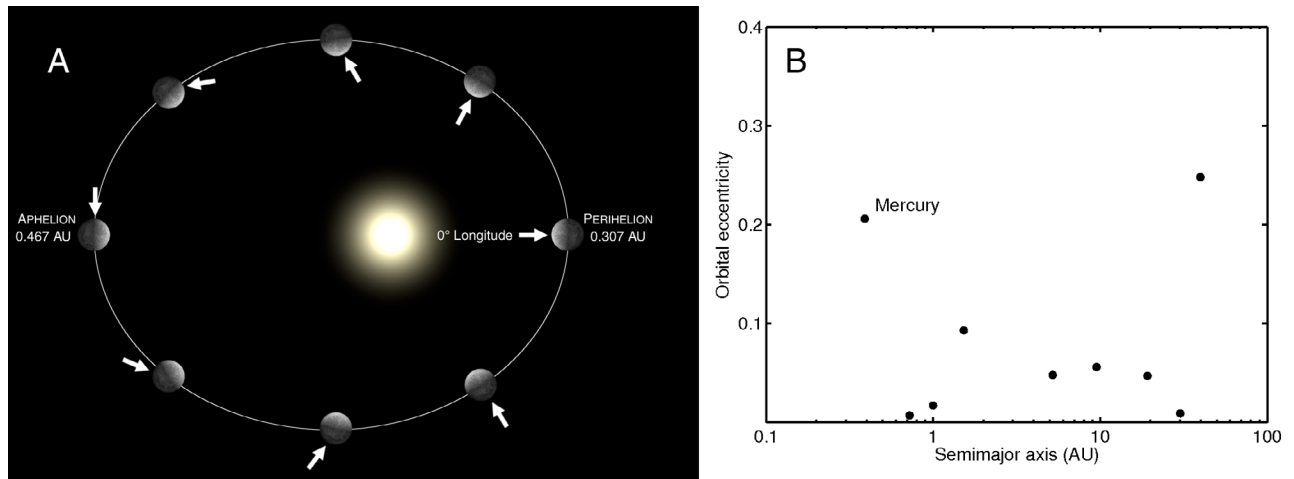 A
APHELION
0.467 AU
0° Longitude
PERIHELION
0.307 AU
B
0.4
0.3
0.2
0.1
Orbital eccentricity
Mercury
0.1
1
10
100
Semimajor axis (AU)